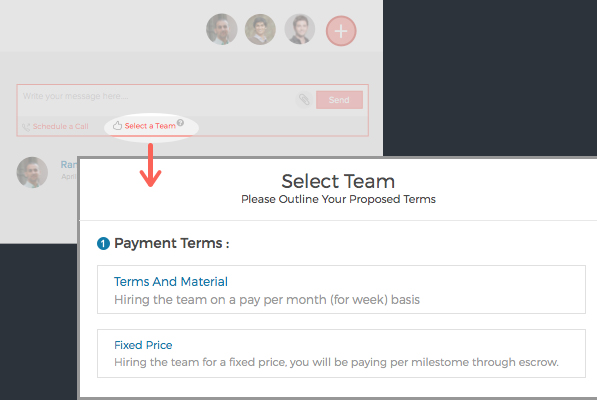 Write your message here...
Send
Schedule a Call
Select a Team ?
Ran
Apri
Select Team
Please Outline Your Proposed Terms
1 Payment Terms :
Terms And Material
Hiring the team on a pay per month (for week) basis
Fixed Price
Hiring the team for a fixed price, you will be paying per milestone through escrow.